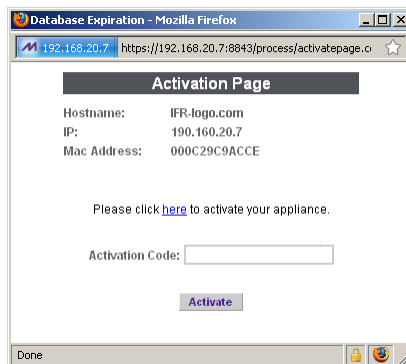 Database Expiration - Mozilla Firefox
192.168.20.7 https://192.168.20.7:8843/process/activatepage.c
Activation Page
Hostname: IFR-logo.com
IP: 190.160.20.7
Mac Address: 000C29C9ACCE
Please click here to activate your appliance.
Activation Code:
Activate
Done